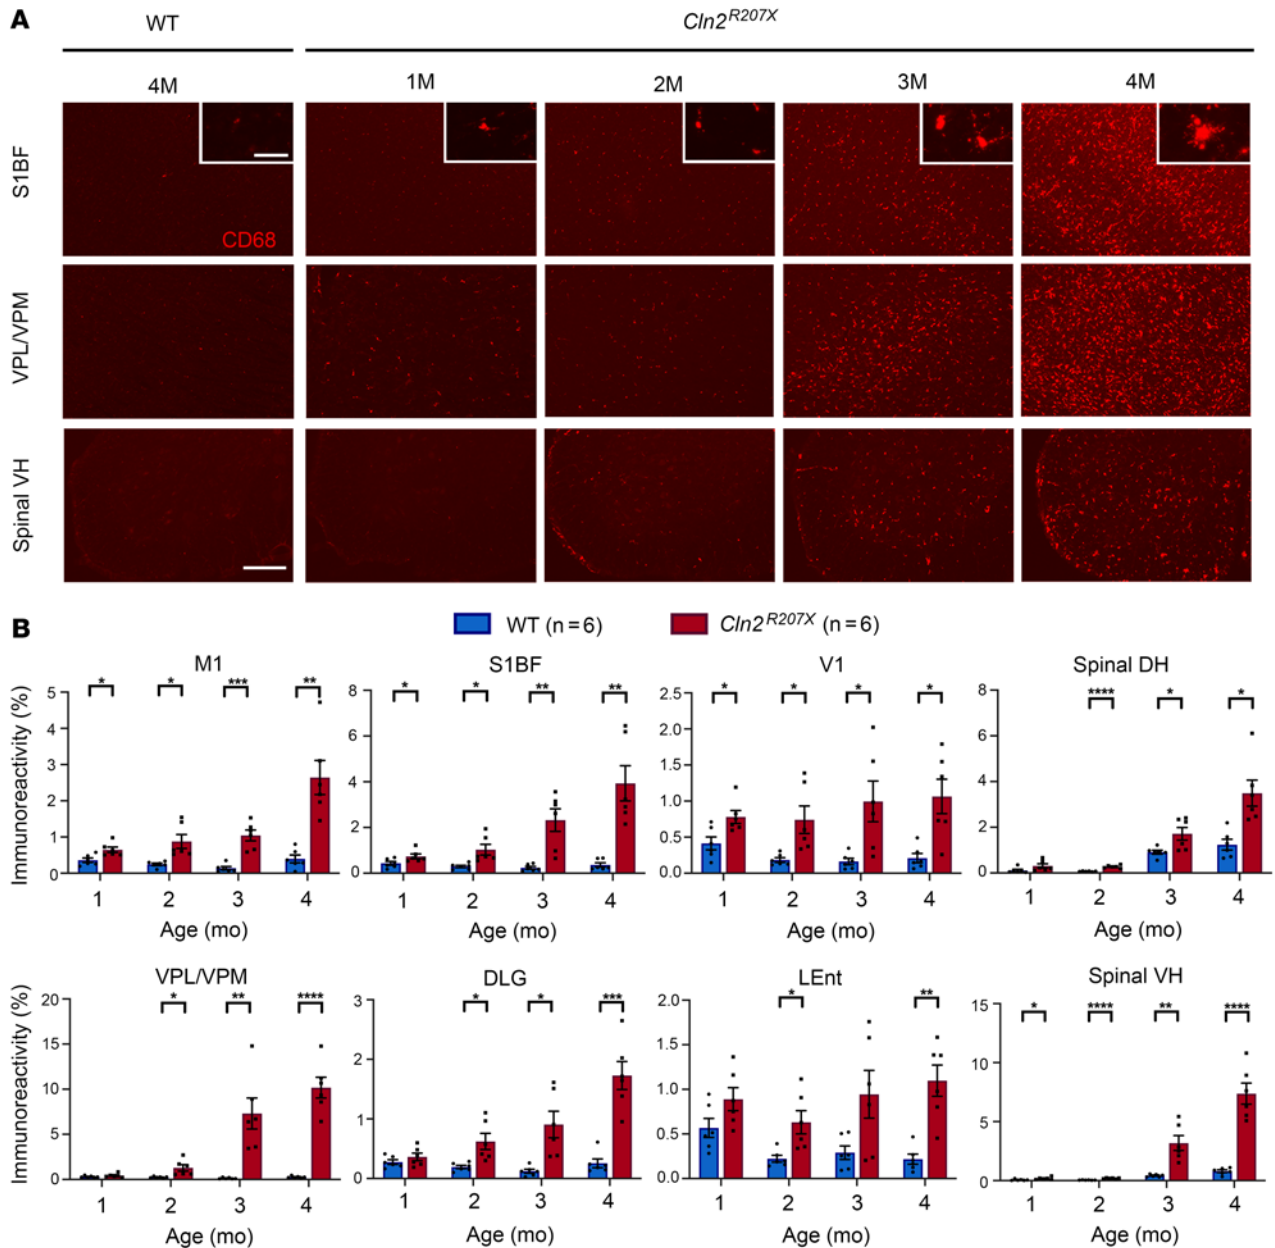 A
WT
Cln2R207X
4M
1M
2M
3M
4M
S1BF
CD68
VPL/VPM
Spinal VH
B
WT (n = 6)
Cln2R207X (n = 6)
M1
S1BF
V1
Spinal DH
Immunoreactivity (%)
5
4
3
2
1
0
* * *** **
1 2 3 4
Age (mo)
8
6
4
2
0
* * ** **
1 2 3 4
Age (mo)
2.5
2.0
1.5
1.0
0.5
0.0
* * * *
1 2 3 4
Age (mo)
8
6
4
2
0
**** * *
1 2 3 4
Age (mo)
VPL/VPM
DLG
LEnt
Spinal VH
Immunoreactivity (%)
20
15
10
5
0
* ** ****
1 2 3 4
Age (mo)
3
2
1
0
* * ***
1 2 3 4
Age (mo)
2.0
1.5
1.0
0.5
0.0
* **
1 2 3 4
Age (mo)
15
10
5
0
* **** ** ****
1 2 3 4
Age (mo)